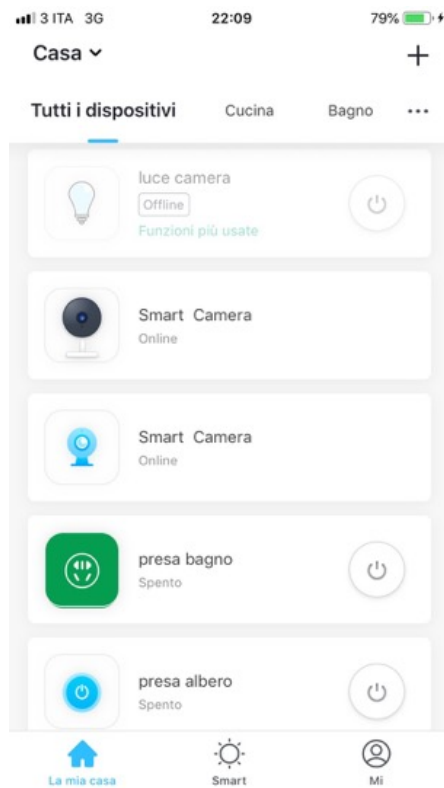 3 ITA 3G 22:09 79%
Casa
Tutti i dispositivi Cucina Bagno
luce camera
Offline
Funzioni più usate
Smart Camera
Online
Smart Camera
Online
presa bagno
Spento
presa albero
Spento
La mia casa Smart Mi